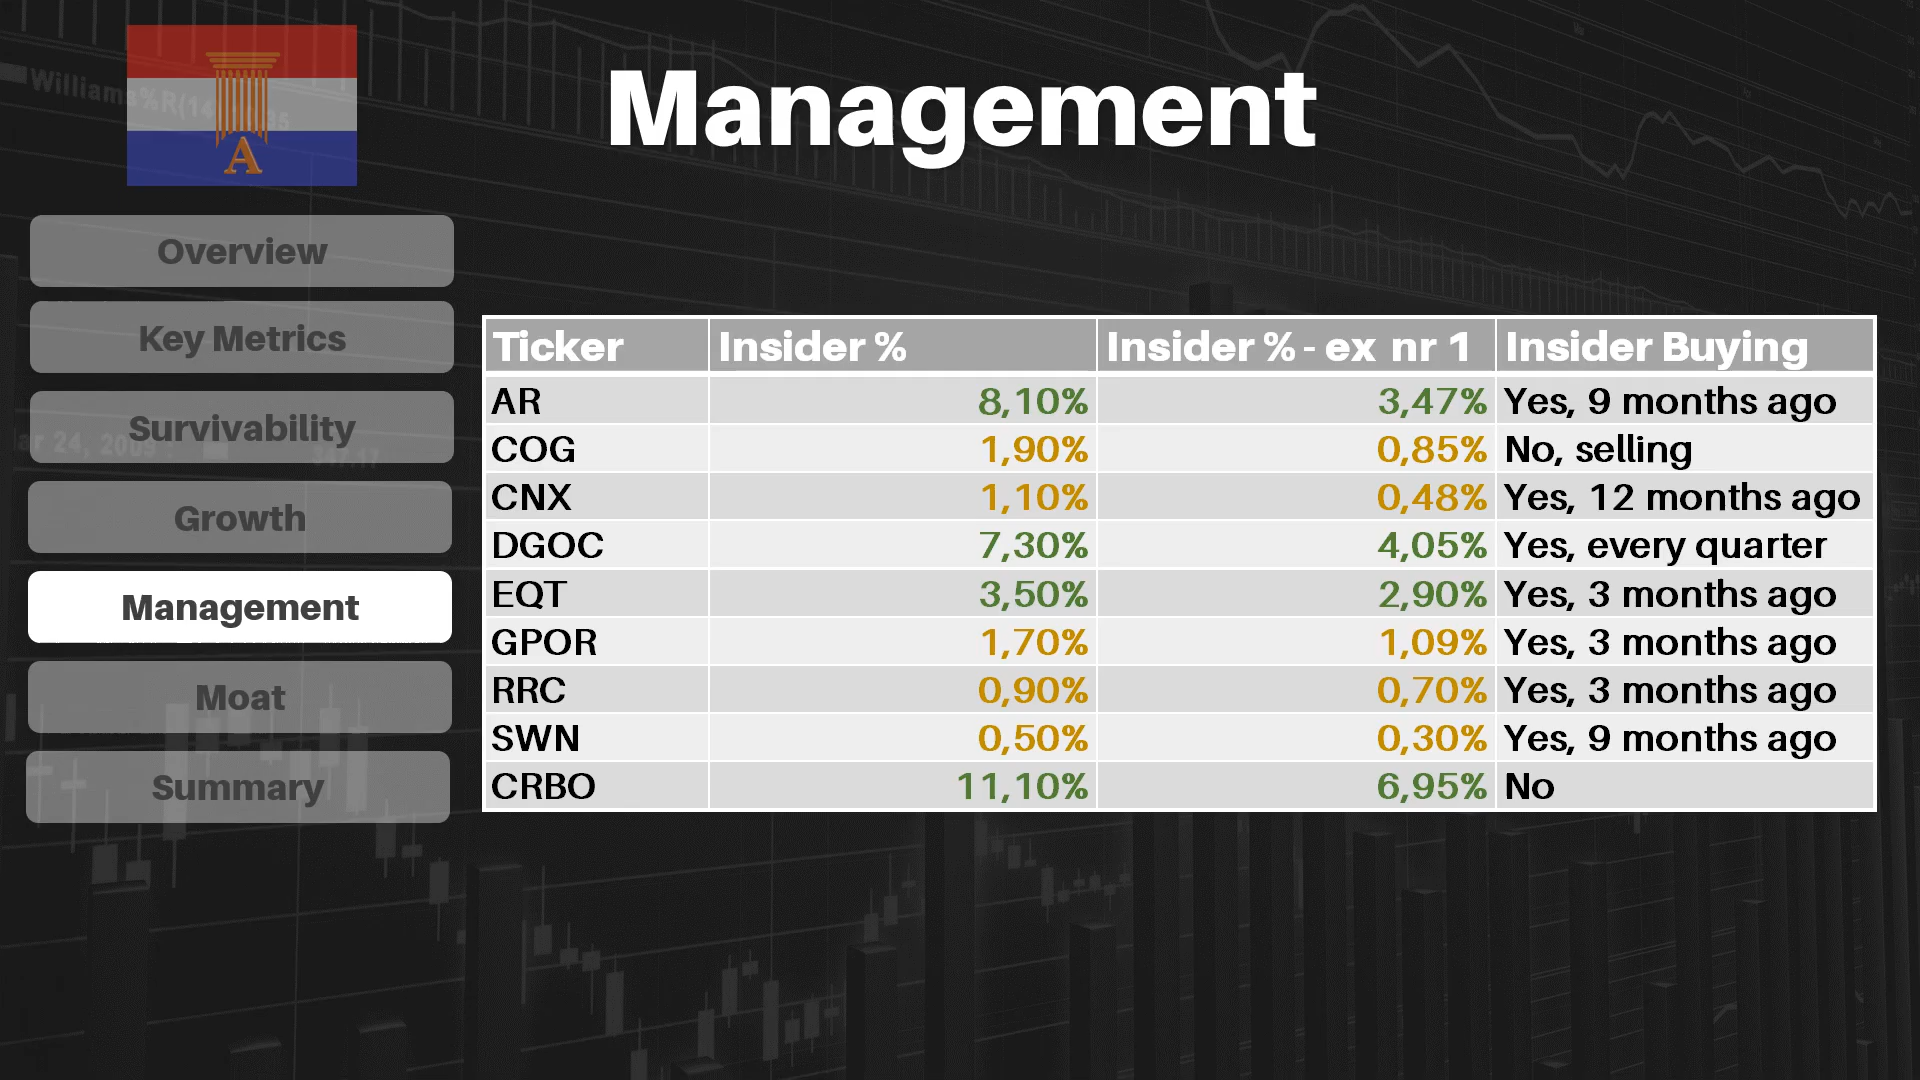 Williams%R(14
A
Management
Overview
Key Metrics
Survivability
Growth
Management
Moat
Summary
Ticker Insider % Insider % - ex nr 1 Insider Buying
AR 8,10% 3,47% Yes, 9 months ago
COG 1,90% 0,85% No, selling
CNX 1,10% 0,48% Yes, 12 months ago
DGOC 7,30% 4,05% Yes, every quarter
EQT 3,50% 2,90% Yes, 3 months ago
GPOR 1,70% 1,09% Yes, 3 months ago
RRC 0,90% 0,70% Yes, 3 months ago
SWN 0,50% 0,30% Yes, 9 months ago
CRBO 11,10% 6,95% No